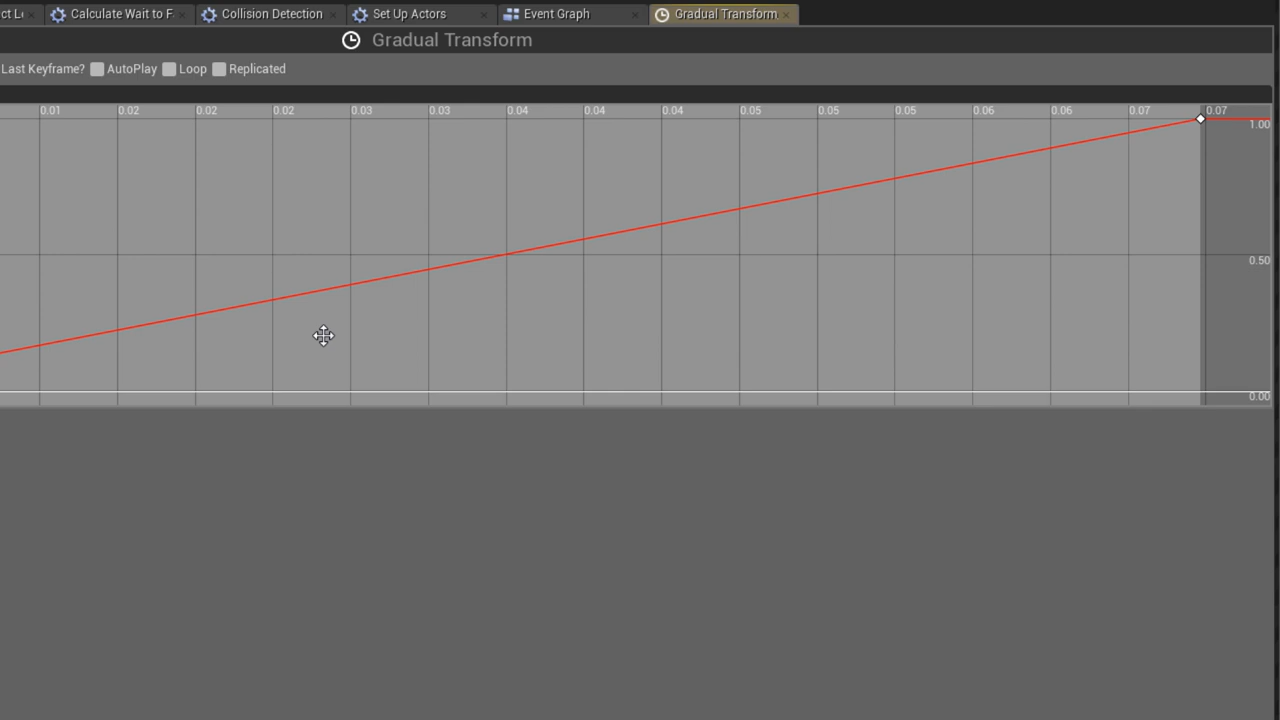 ct Lo Calculate Wait to F Collision Detection Set Up Actors Event Graph Gradual Transform
Gradual Transform
Last Keyframe? AutoPlay Loop Replicated
0.01 0.02 0.02 0.02 0.03 0.03 0.04 0.04 0.04 0.05 0.05 0.05 0.06 0.06 0.07 0.07
1.00
0.50
0.00